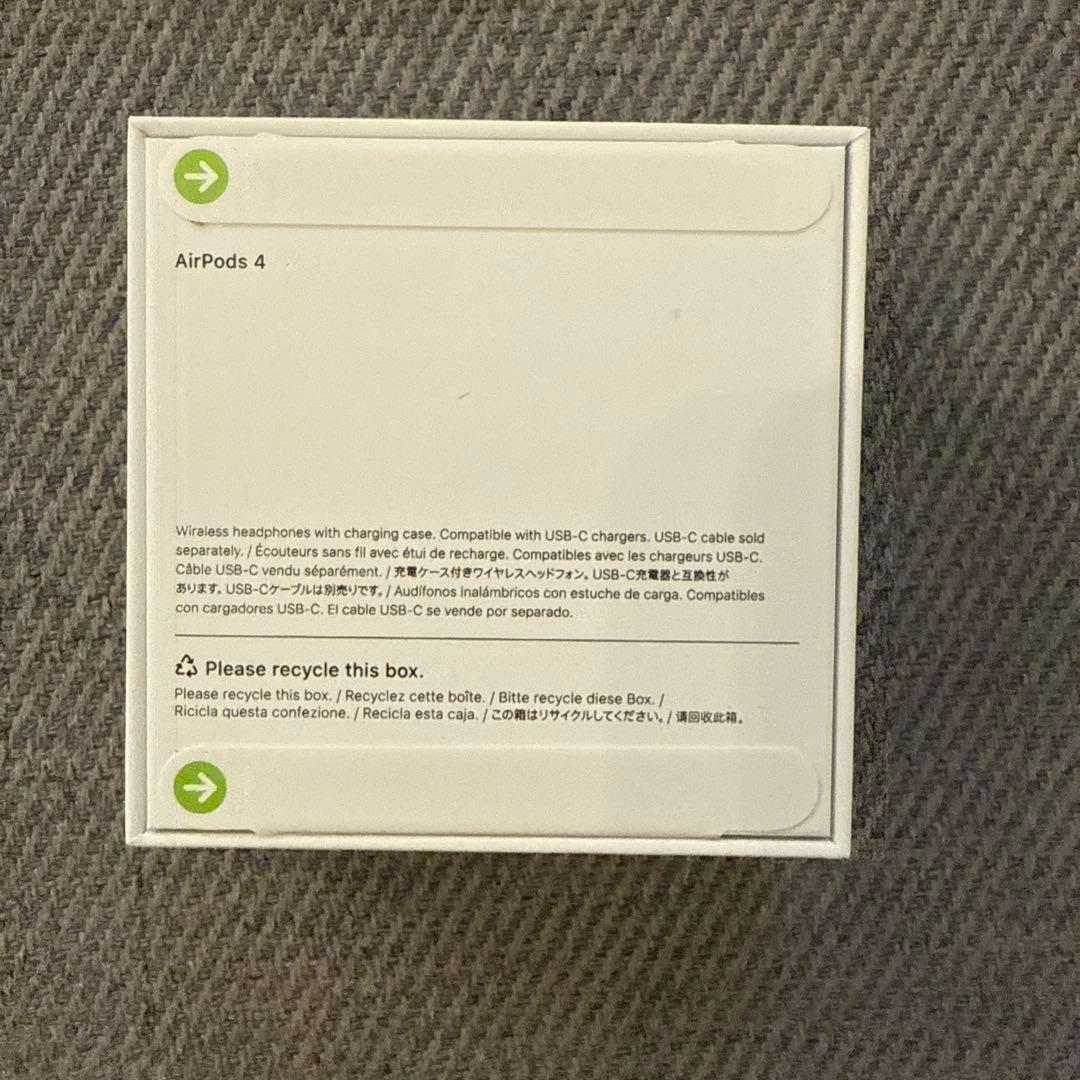 AirPods 4
Wireless headphones with charging case. Compatible with USB-C chargers. USB-C cable sold
separately. / Écouteurs sans fil avec étui de recharge. Compatibles avec les chargeurs USB-C.
Câble USB-C vendu séparément. / 充電ケース付きワイヤレスヘッドフォン。USB-C充電器と互換性が
あります。USB-Cケーブルは別売りです。/ Audífonos inalámbricos con estuche de carga. Compatibles
con cargadores USB-C. El cable USB-C se vende por separado.
Please recycle this box.
Please recycle this box. / Recyclez cette boîte. / Bitte recycle diese Box. /
Ricicla questa confezione. / Recicla esta caja. / この箱はリサイクルしてください。/ 请回收此箱。